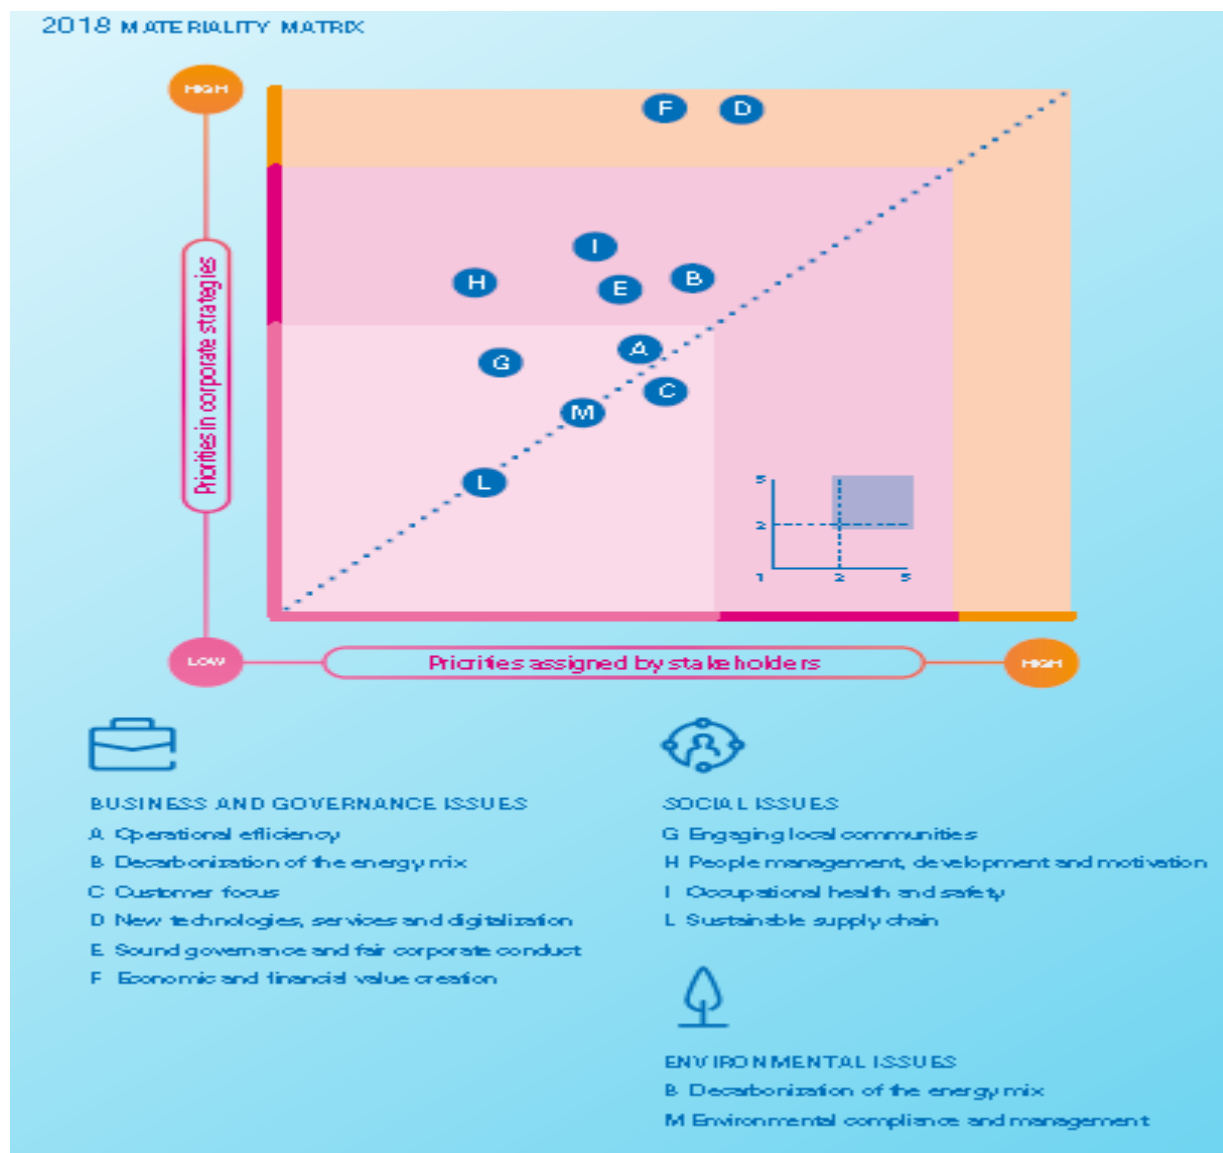 2018 MATERIALITY MATRIX
HIGH
F
D
I
H
E
B
G
A
C
M
L
Priorities in corporate strategies
5
2
1 2 5
LOW
Priorities assigned by stakeholders
HIGH
BUSINESS AND GOVERNANCE ISSUES
A Operational efficiency
B Decarbonization of the energy mix
C Customer focus
D New technologies, services and digitalization
E Sound governance and fair corporate conduct
F Economic and financial value creation
SOCIAL ISSUES
G Engaging local communities
H People management, development and motivation
I Occupational health and safety
L Sustainable supply chain
ENVIRONMENTAL ISSUES
B Decarbonization of the energy mix
M Environmental compliance and management